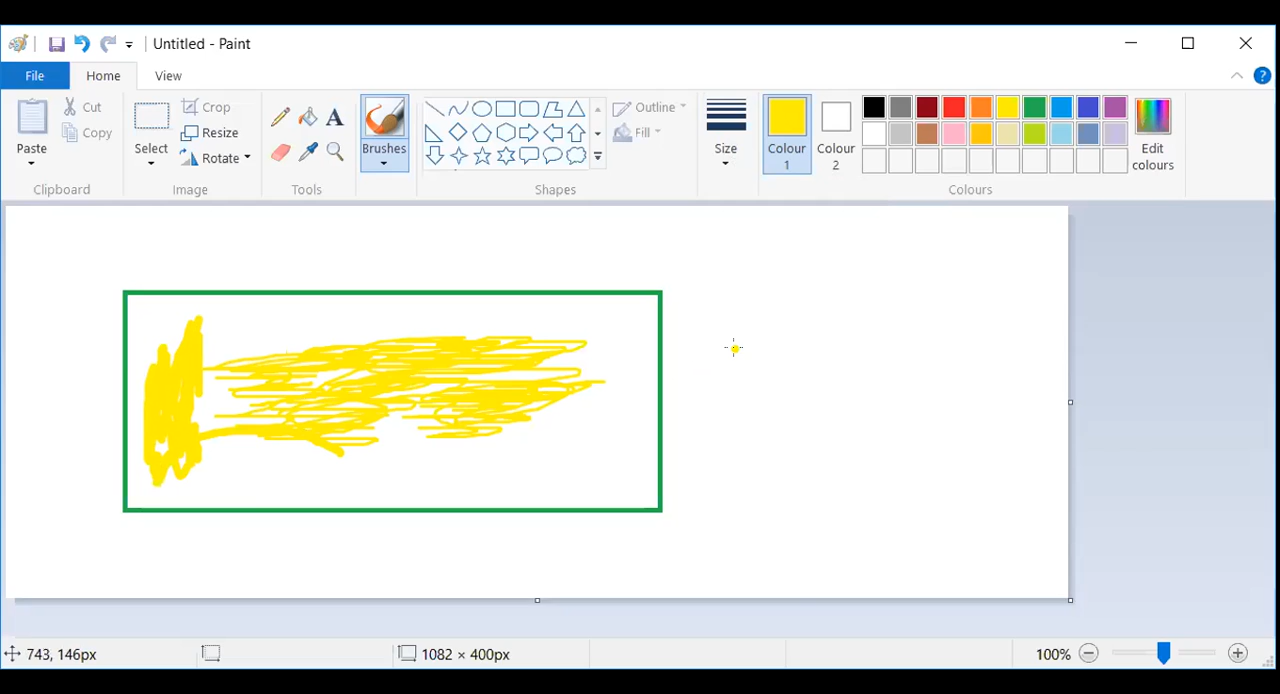 Untitled - Paint
File Home View
Cut Crop Outline
Copy Resize Fill
Paste Select Rotate Brushes Size Colour 1 Colour 2 Edit colours
Clipboard Image Tools Shapes Colours
743, 146px 1082 × 400px 100%